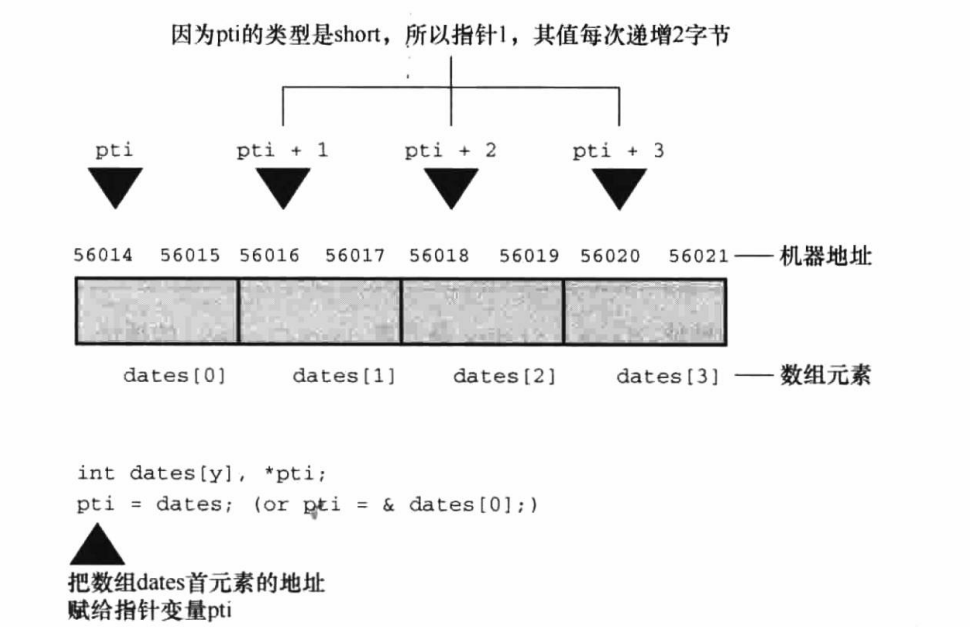 因为pti的类型是short，所以指针1，其值每次递增2字节
pti pti + 1 pti + 2 pti + 3
56014 56015 56016 56017 56018 56019 56020 56021 机器地址
dates[0] dates[1] dates[2] dates[3] 数组元素
int dates[y], *pti;
pti = dates; (or pti = & dates[0];)
把数组dates首元素的地址
赋给指针变量pti